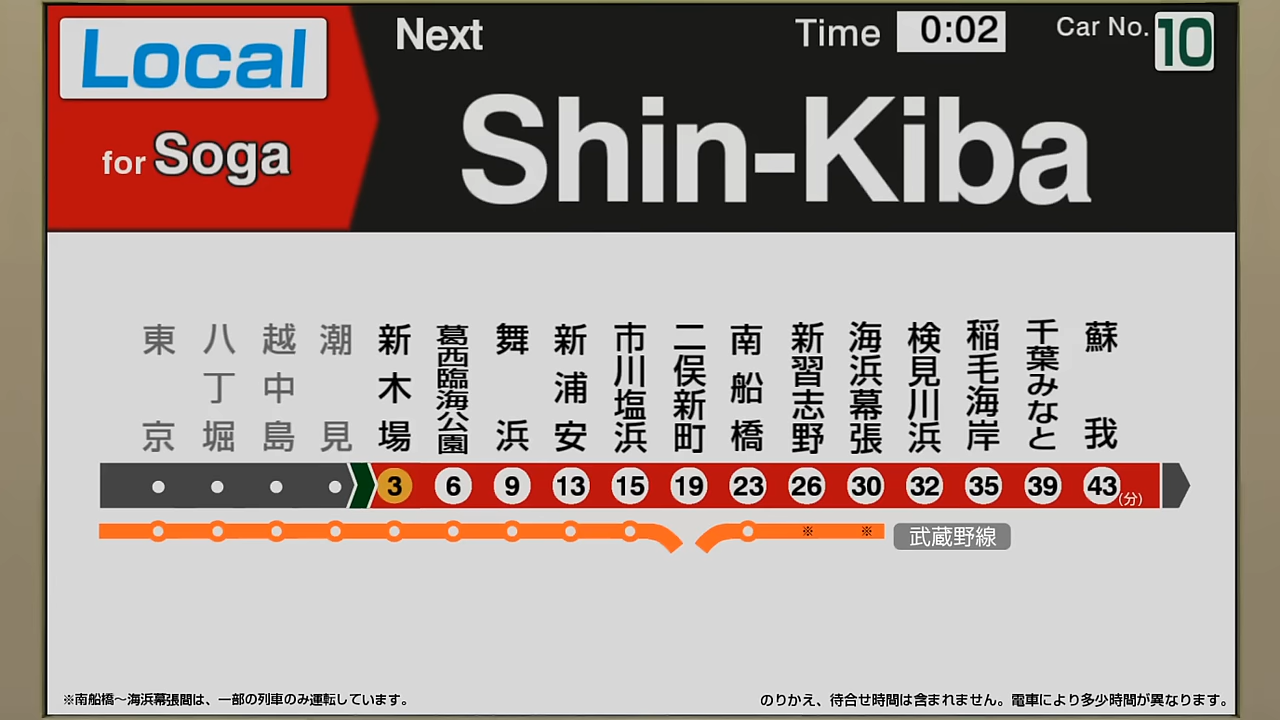 Local
for Soga
Next
Time 0:02
Car No. 10
Shin-Kiba
東京
八丁堀
越中島
潮見
新木場
葛西臨海公園
舞浜
新浦安
市川塩浜
二俣新町
南船橋
新習志野
海浜幕張
検見川浜
稲毛海岸
千葉みなと
蘇我
3 6 9 13 15 19 23 26 30 32 35 39 43 (分)
※ ※ 武蔵野線
※南船橋～海浜幕張間は、一部の列車のみ運転しています。
のりかえ、待合せ時間は含まれません。電車により多少時間が異なります。